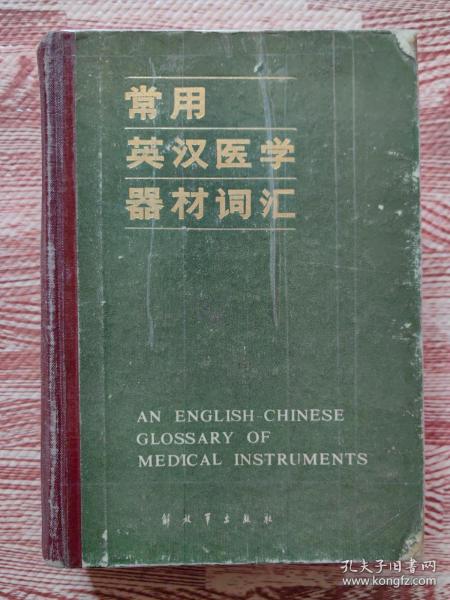 常用
英汉医学
器材词汇
AN ENGLISH-CHINESE
GLOSSARY OF
MEDICAL INSTRUMENTS
解放军出版社
孔夫子旧书网
www.kongfz.com